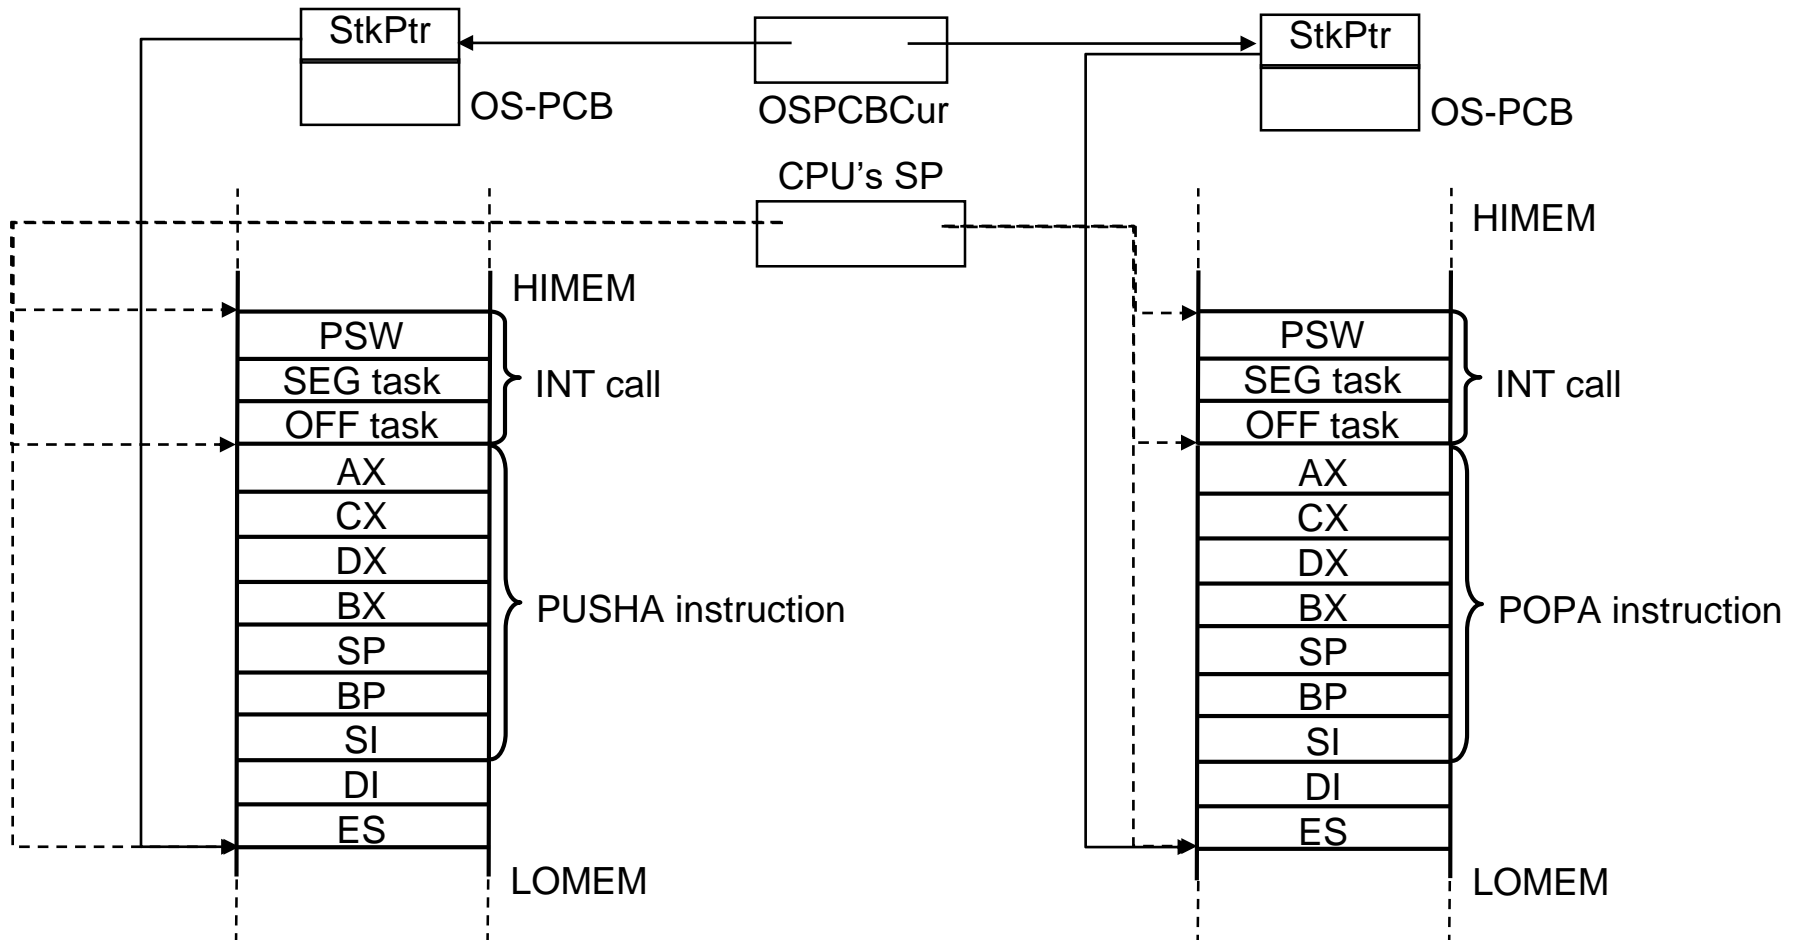 StkPtr
OS-PCB
OSPCBCur
StkPtr
OS-PCB
CPU's SP
HIMEM
PSW
SEG task
OFF task
INT call
AX
CX
DX
BX
SP
BP
SI
PUSHA instruction
DI
ES
LOMEM
HIMEM
PSW
SEG task
OFF task
INT call
AX
CX
DX
BX
SP
BP
SI
POPA instruction
DI
ES
LOMEM